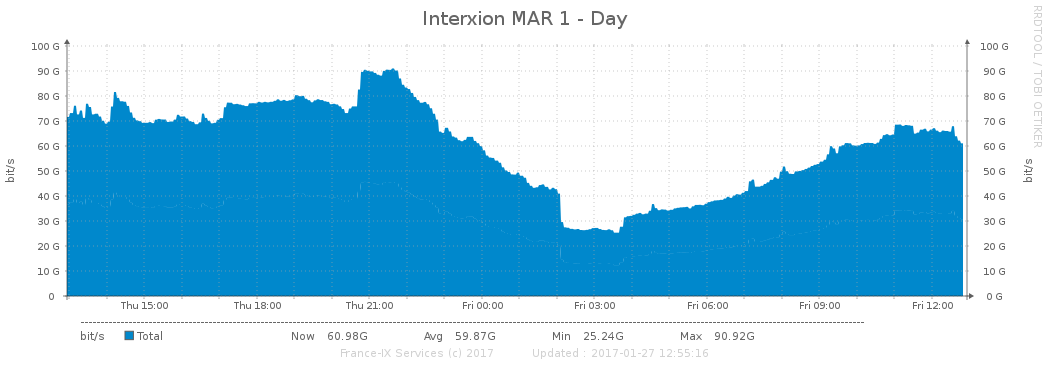 Interxion MAR 1 - Day
RRDTOOL / TOBI OETIKER
bit/s
100 G
90 G
80 G
70 G
60 G
50 G
40 G
30 G
20 G
10 G
0
100 G
90 G
80 G
70 G
60 G
50 G
40 G
30 G
20 G
10 G
0 G
bit/s
Thu 15:00 Thu 18:00 Thu 21:00 Fri 00:00 Fri 03:00 Fri 06:00 Fri 09:00 Fri 12:00
bit/s Total Now 60.98G Avg 59.87G Min 25.24G Max 90.92G
France-IX Services (c) 2017 Updated : 2017-01-27 12:55:16